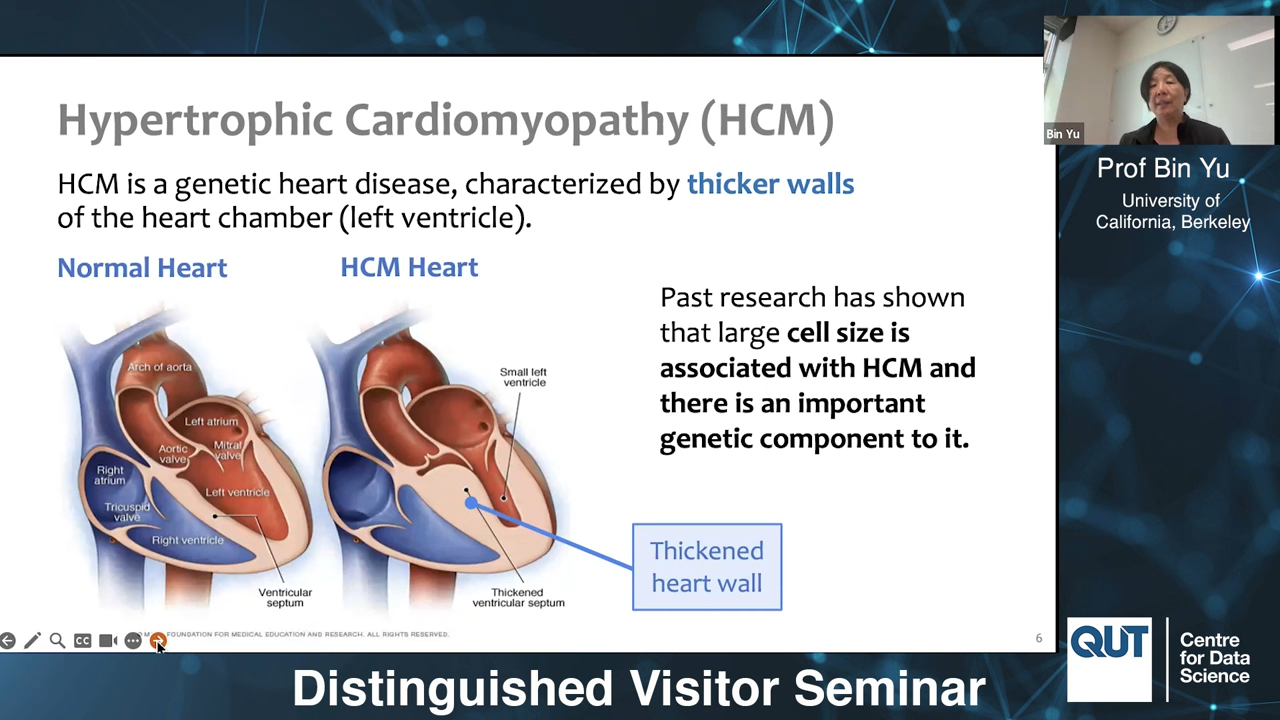 Hypertrophic Cardiomyopathy (HCM)
HCM is a genetic heart disease, characterized by thicker walls
of the heart chamber (left ventricle).
Normal Heart
HCM Heart
Arch of aorta
Left atrium
Aortic
valve
Mitral
valve
Right
atrium
Left ventricle
Tricuspid
valve
Right ventricle
Ventricular
septum
Small left
ventricle
Thickened
ventricular septum
Past research has shown
that large cell size is
associated with HCM and
there is an important
genetic component to it.
Thickened
heart wall
FOUNDATION FOR MEDICAL EDUCATION AND RESEARCH. ALL RIGHTS RESERVED.
6
CC
Bin Yu
Prof Bin Yu
University of
California, Berkeley
QUT
Centre
for Data
Science
Distinguished Visitor Seminar